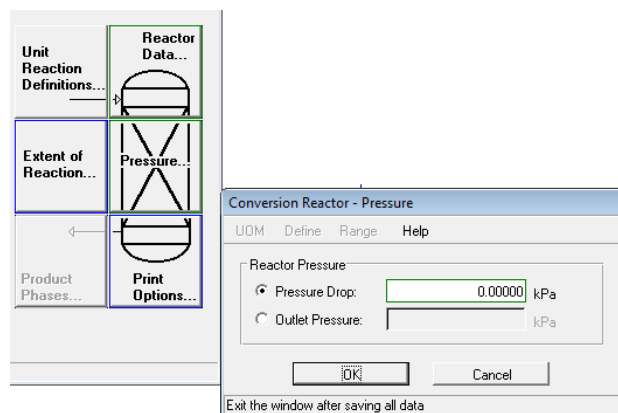 Unit
Reaction
Definitions...
Reactor
Data...
Extent of
Reaction...
Pressure...
Product
Phases...
Print
Options...
Conversion Reactor - Pressure
UOM Define Range Help
Reactor Pressure
Pressure Drop: 0.00000 kPa
Outlet Pressure: kPa
OK Cancel
Exit the window after saving all data